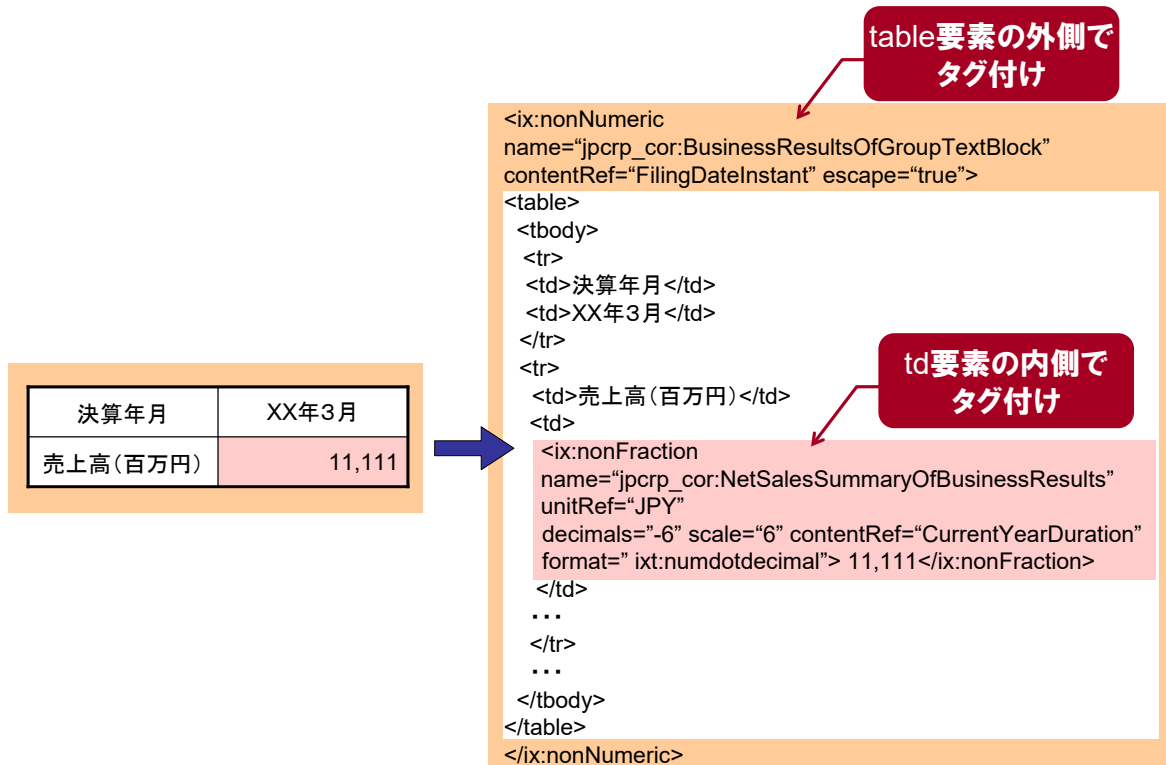 table要素の外側で
タグ付け
<ix:nonNumeric
name=“jpcrp_cor:BusinessResultsOfGroupTextBlock”
contentRef=“FilingDateInstant” escape=“true”>
<table>
<tbody>
<tr>
<td>決算年月</td>
<td>XX年3月</td>
</tr>
<tr>
<td>売上高(百万円)</td>
<td>
td要素の内側で
タグ付け
<ix:nonFraction
name=“jpcrp_cor:NetSalesSummaryOfBusinessResults”
unitRef=“JPY”
decimals=”-6” scale=“6” contentRef=“CurrentYearDuration”
format=” ixt:numdotdecimal”> 11,111</ix:nonFraction>
</td>
・・・
</tr>
・・・
</tbody>
</table>
</ix:nonNumeric>
決算年月 XX年3月
売上高(百万円) 11,111